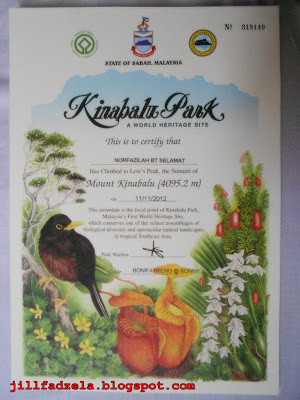 Nº 318149
STATE OF SABAH, MALAYSIA
Kinabalu Park
A WORLD HERITAGE SITE
This is to certify that
NORFAZILAH BT SELAMAT
Has Climbed to Low's Peak, the Summit of
Mount Kinabalu (4095.2 m)
on 11/11/2012
This mountain is the focal point of Kinabalu Park,
Malaysia's First World Heritage Site,
which conserves one of the richest assemblages of
biological diversity and spectacular natural landscapes
in tropical Southeast Asia.
Park Warden
BONIFATRENO @ BONNY
jillfadzela.blogspot.com